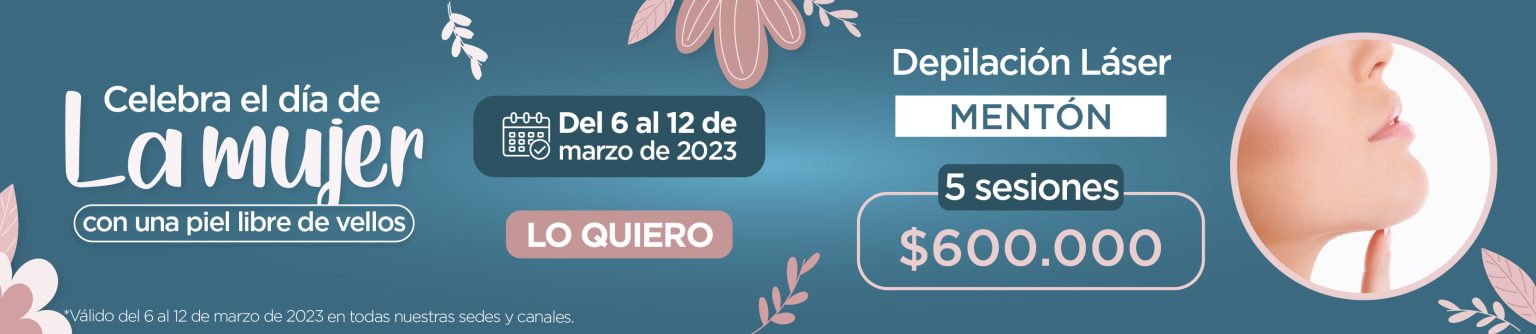 Celebra el día de
La mujer
con una piel libre de vellos
*Válido del 6 al 12 de marzo de 2023 en todas nuestras sedes y canales.
Del 6 al 12 de
marzo de 2023
LO QUIERO
Depilación Láser
MENTÓN
5 sesiones
$600.000